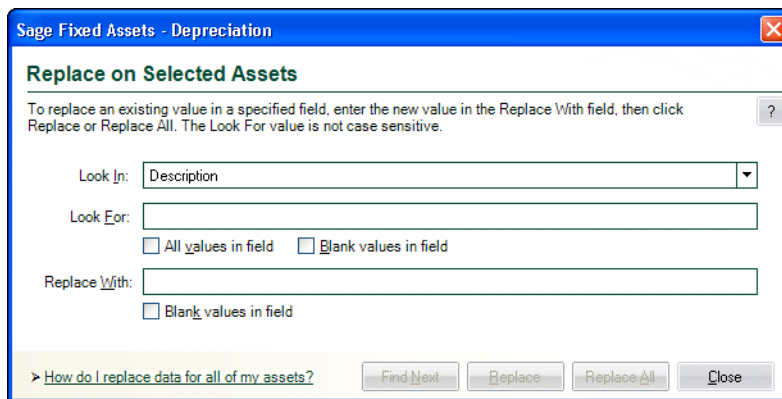 Sage Fixed Assets - Depreciation
Replace on Selected Assets
To replace an existing value in a specified field, enter the new value in the Replace With field, then click
Replace or Replace All. The Look For value is not case sensitive.
?
Look In: Description
Look For:
All values in field Blank values in field
Replace With:
Blank values in field
➤ How do I replace data for all of my assets? Find Next Replace Replace All Close